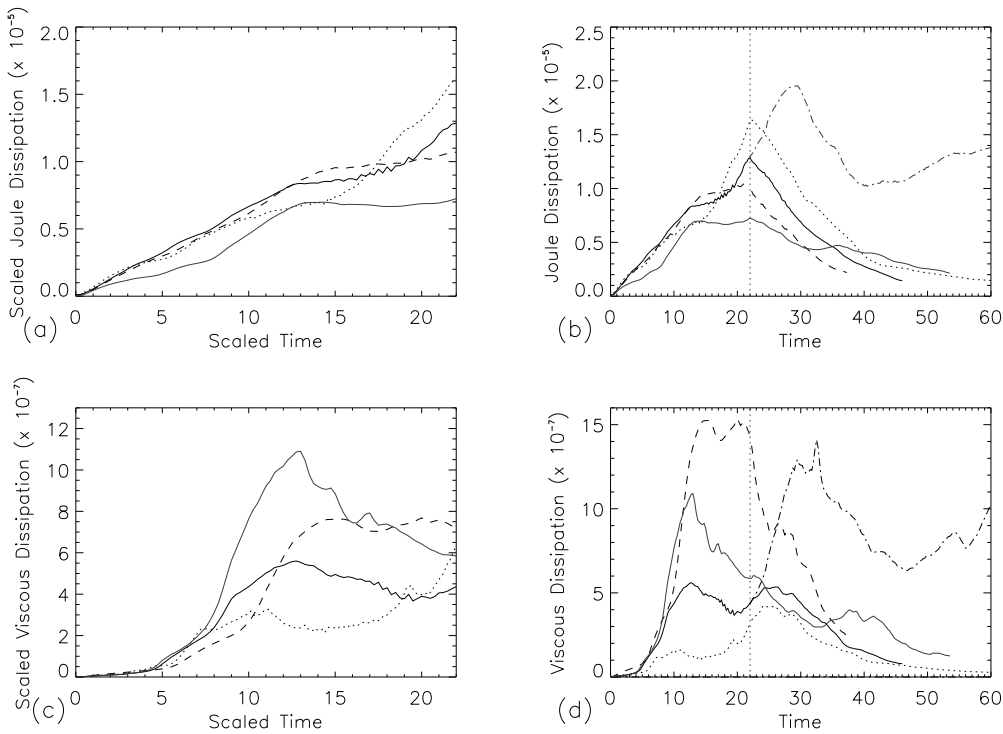 Scaled Joule Dissipation (x 10⁻⁵)
2.0
1.5
1.0
0.5
0.0
0 5 10 15 20
Scaled Time
(a)
Joule Dissipation (x 10⁻⁵)
2.5
2.0
1.5
1.0
0.5
0.0
0 10 22 30 40 50 60
Time
(b)
Scaled Viscous Dissipation (x 10⁻⁷)
12
10
8
6
4
2
0
0 5 10 15 20
Scaled Time
(c)
Viscous Dissipation (x 10⁻⁷)
15
10
5
0
0 10 22 30 40 50 60
Time
(d)